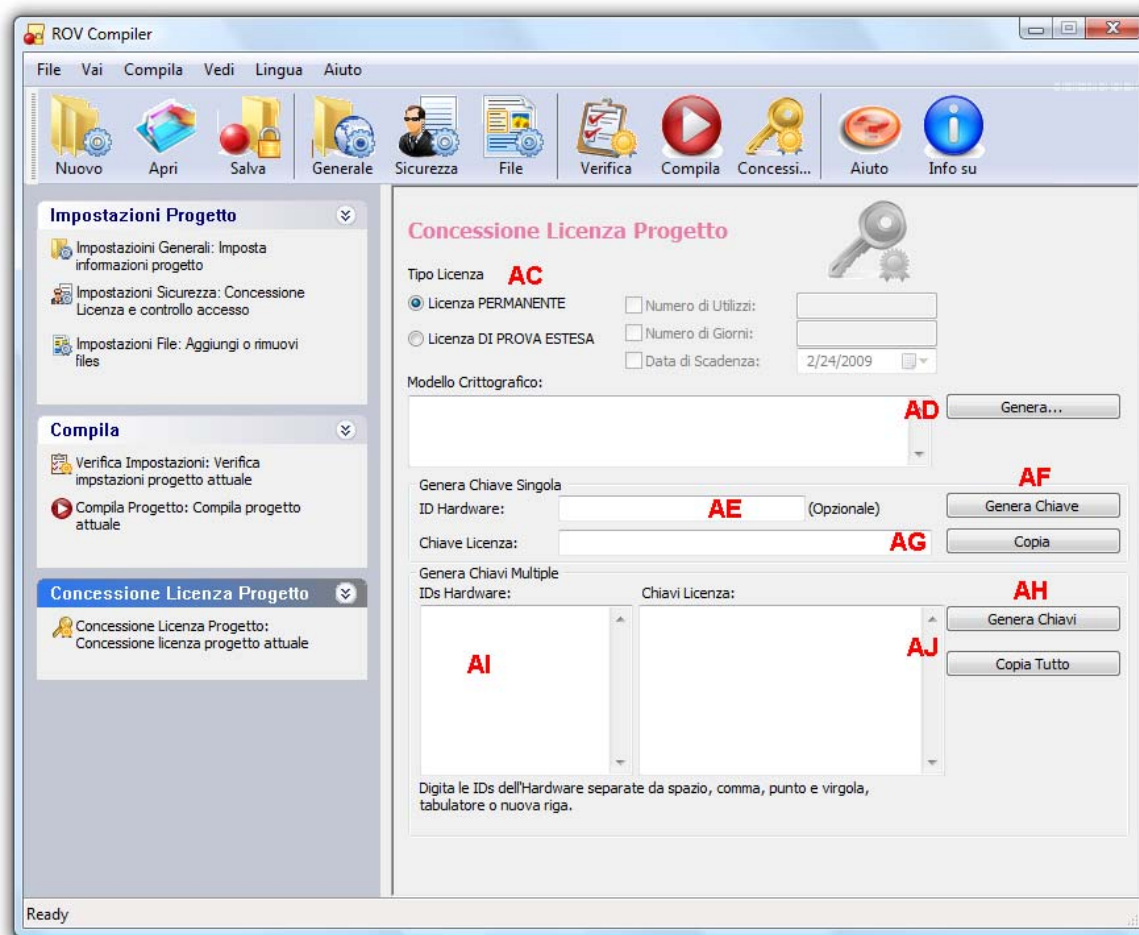 ROV Compiler
File Vai Compila Vedi Lingua Aiuto
Nuovo Apri Salva Generale Sicurezza File Verifica Compila Concessi... Aiuto Info su
Impostazioni Progetto
Impostazioini Generali: Imposta
informazioni progetto
Impostazioni Sicurezza: Concessione
Licenza e controllo accesso
Impostazioni File: Aggiungi o rimuovi
files
Compila
Verifica Impostazioni: Verifica
impstazioni progetto attuale
Compila Progetto: Compila progetto
attuale
Concessione Licenza Progetto
Concessione Licenza Progetto:
Concessione licenza progetto attuale
Concessione Licenza Progetto
Tipo Licenza AC
Licenza PERMANENTE Numero di Utilizzi:
Licenza DI PROVA ESTESA Numero di Giorni:
Data di Scadenza: 2/24/2009
Modello Crittografico:
AD Genera...
Genera Chiave Singola AF
ID Hardware: AE (Opzionale) Genera Chiave
Chiave Licenza: AG Copia
Genera Chiavi Multiple
IDs Hardware: Chiavi Licenza: AH
Genera Chiavi
AI AJ Copia Tutto
Digita le IDs dell'Hardware separate da spazio, comma, punto e virgola,
tabulatore o nuova riga.
Ready